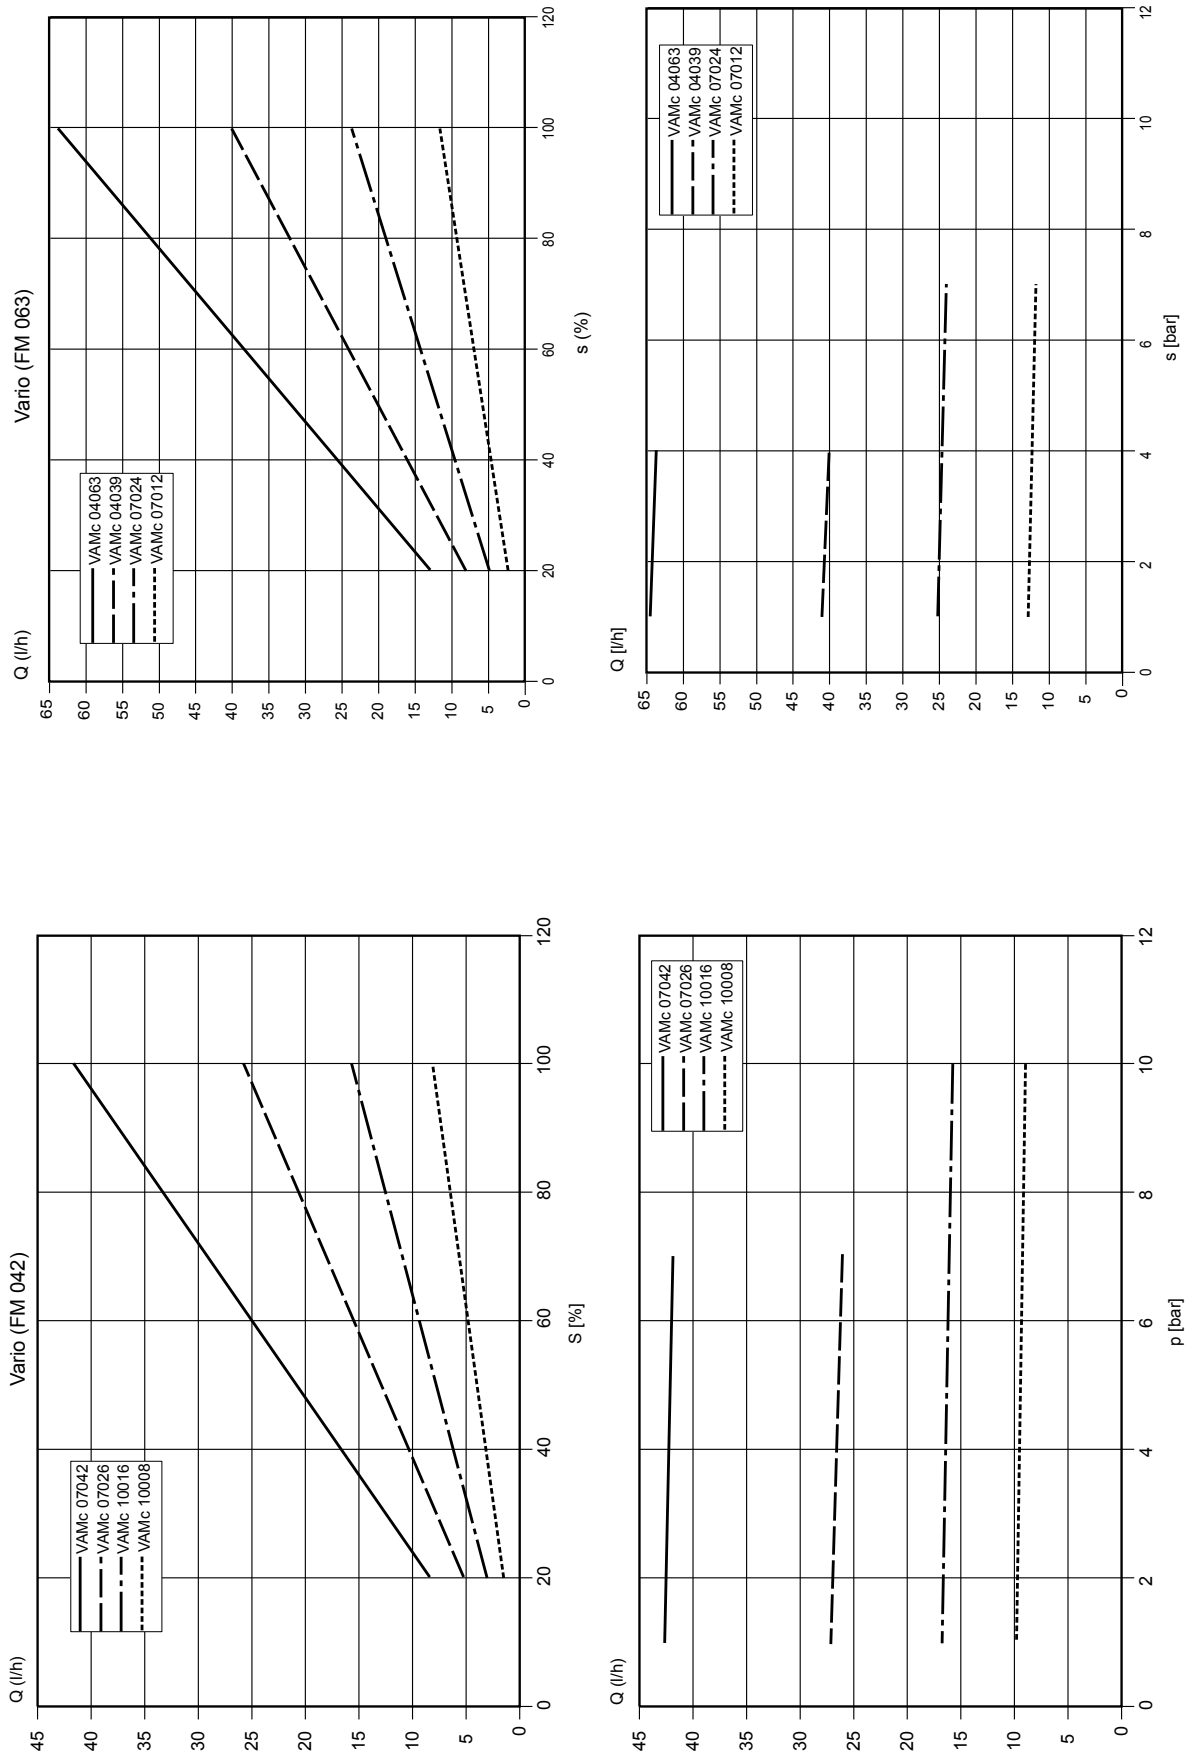 Vario (FM 042)
Q (l/h)
VAMc 07042
VAMc 07026
VAMc 10016
VAMc 10008
45
40
35
30
25
20
15
10
5
0
0 20 40 60 80 100 120
S [%]
Q (l/h)
VAMc 07042
VAMc 07026
VAMc 10016
VAMc 10008
45
40
35
30
25
20
15
10
5
0
0 2 4 6 8 10 12
p [bar]
Vario (FM 063)
Q (l/h)
VAMc 04063
VAMc 04039
VAMc 07024
VAMc 07012
65
60
55
50
45
40
35
30
25
20
15
10
5
0
0 20 40 60 80 100 120
s (%)
Q [l/h]
VAMc 04063
VAMc 04039
VAMc 07024
VAMc 07012
65
60
55
50
45
40
35
30
25
20
15
10
5
0
0 2 4 6 8 10 12
s [bar]